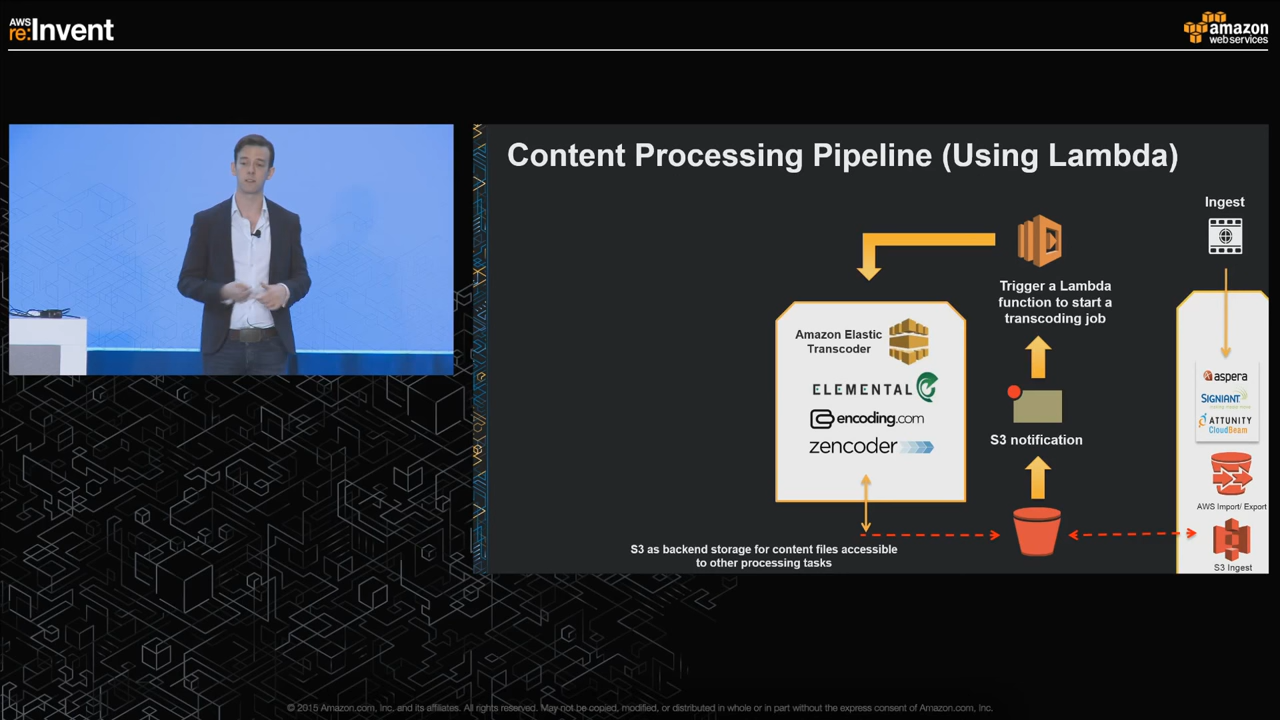 AWS
re:Invent
amazon
web services
Content Processing Pipeline (Using Lambda)
Ingest
Trigger a Lambda
function to start a
transcoding job
Amazon Elastic
Transcoder
ELEMENTAL
encoding.com
zencoder
S3 notification
aspera
SIGNIANT
ATTUNITY
CloudBeam
AWS Import/ Export
S3 Ingest
S3 as backend storage for content files accessible
to other processing tasks
© 2015 Amazon.com, Inc. and its affiliates. All rights reserved. May not be copied, modified, or distributed in whole or in part without the express consent of Amazon.com, Inc.